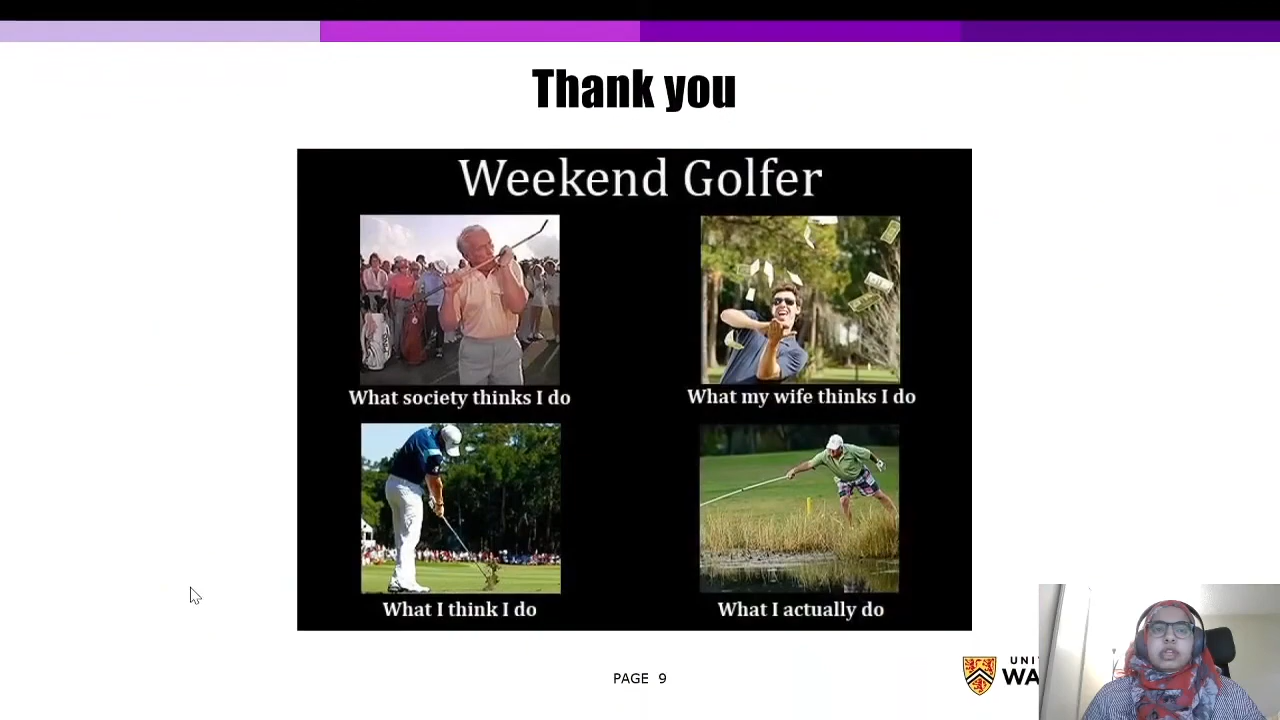 Thank you
Weekend Golfer
What society thinks I do
What my wife thinks I do
What I think I do
What I actually do
PAGE 9